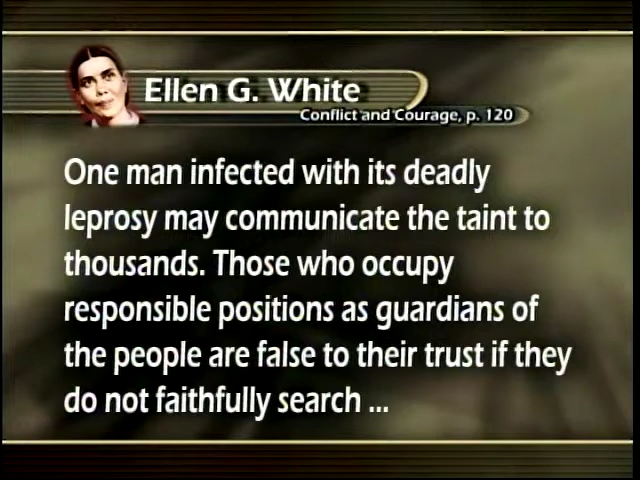 Ellen G. White
Conflict and Courage, p. 120
One man infected with its deadly
leprosy may communicate the taint to
thousands. Those who occupy
responsible positions as guardians of
the people are false to their trust if they
do not faithfully search ...